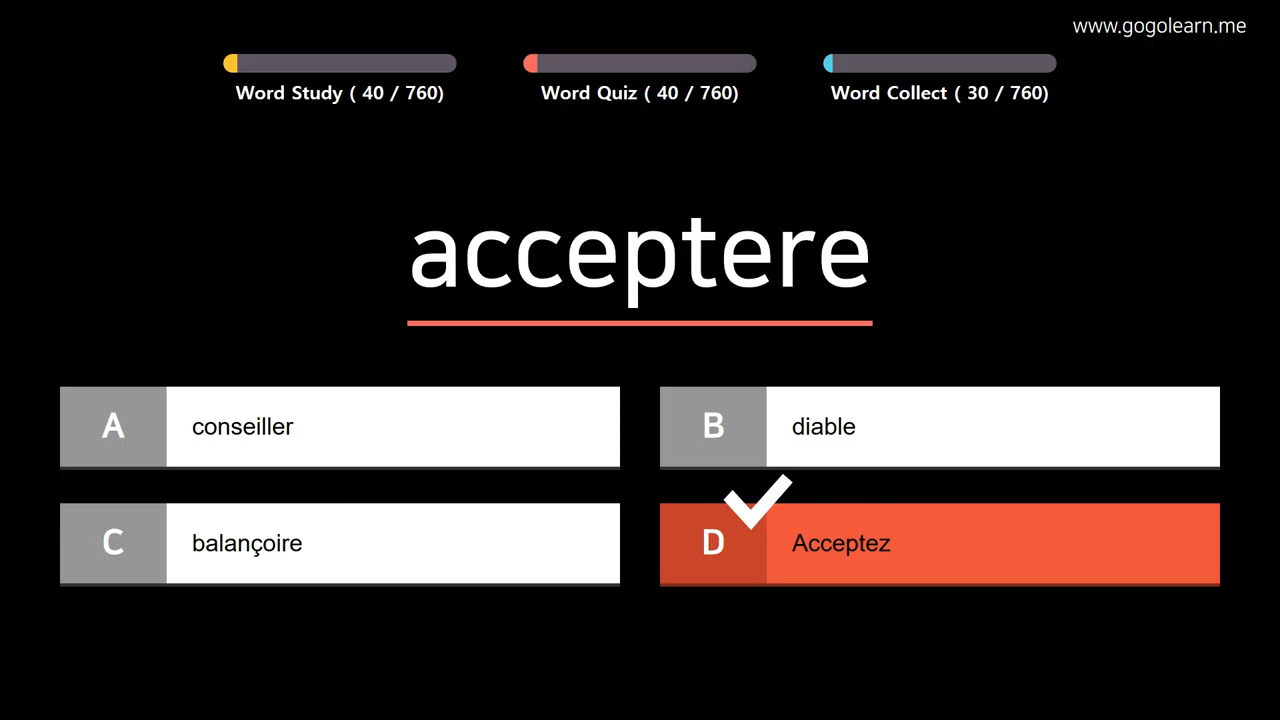 www.gogolearn.me
Word Study ( 40 / 760)
Word Quiz ( 40 / 760)
Word Collect ( 30 / 760)
acceptere
A
conseiller
B
diable
C
balançoire
D
Acceptez